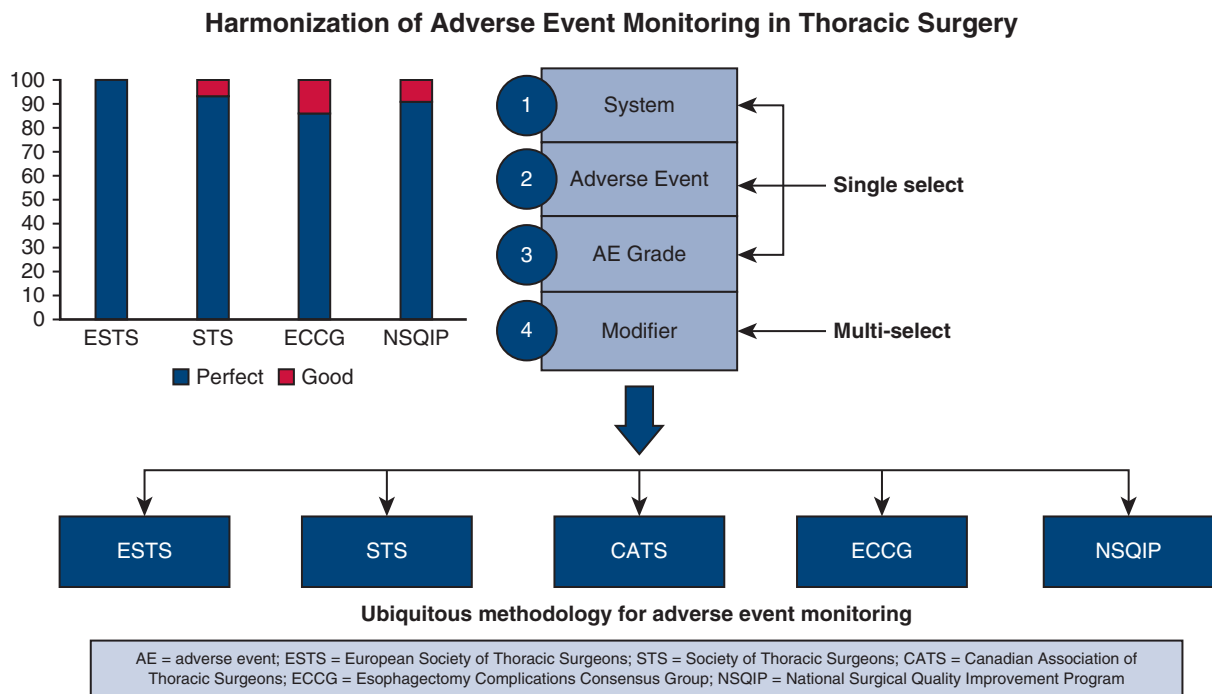 Harmonization of Adverse Event Monitoring in Thoracic Surgery
100
90
80
70
60
50
40
30
20
10
0
ESTS STS ECCG NSQIP
Perfect Good
1 System
2 Adverse Event
3 AE Grade
4 Modifier
Single select
Multi-select
ESTS STS CATS ECCG NSQIP
Ubiquitous methodology for adverse event monitoring
AE = adverse event; ESTS = European Society of Thoracic Surgeons; STS = Society of Thoracic Surgeons; CATS = Canadian Association of
Thoracic Surgeons; ECCG = Esophagectomy Complications Consensus Group; NSQIP = National Surgical Quality Improvement Program